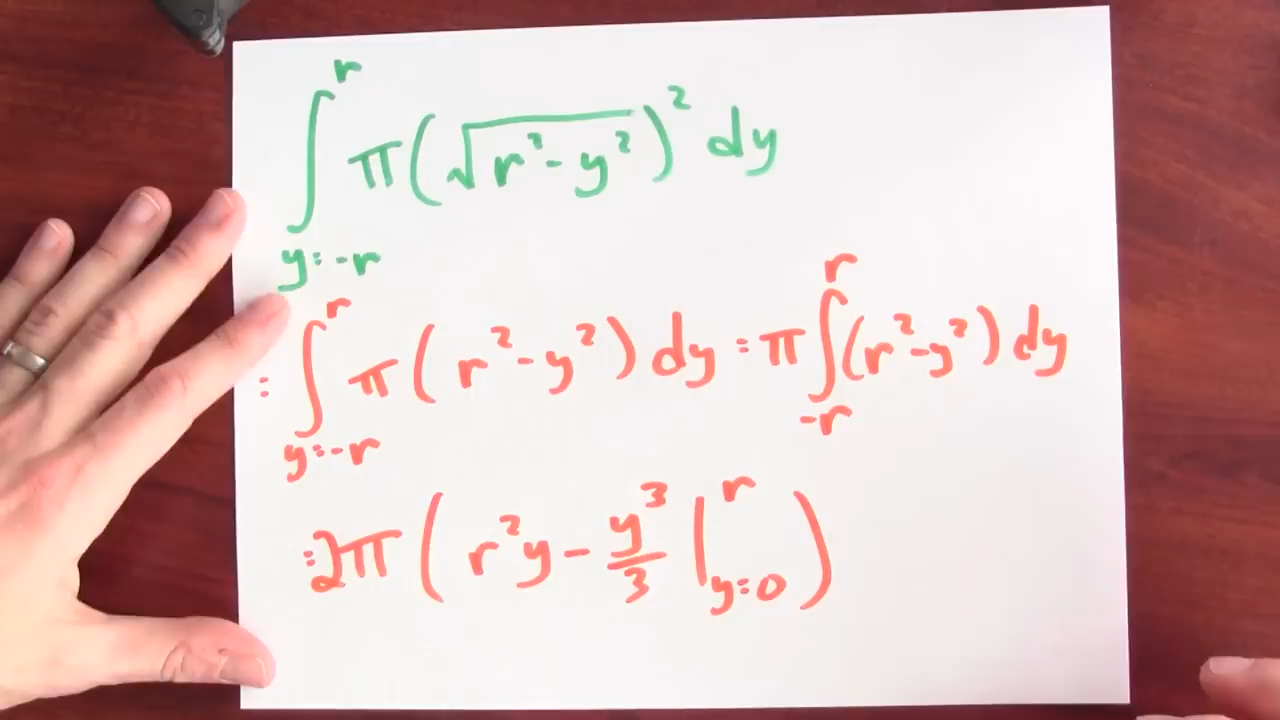 ∫_{y=-r}^{r} π(√(r²-y²))² dy
= ∫_{y=-r}^{r} π(r²-y²) dy = π ∫_{-r}^{r} (r²-y²) dy
= 2π(r²y - y³/3 |_{y=0}^{r})